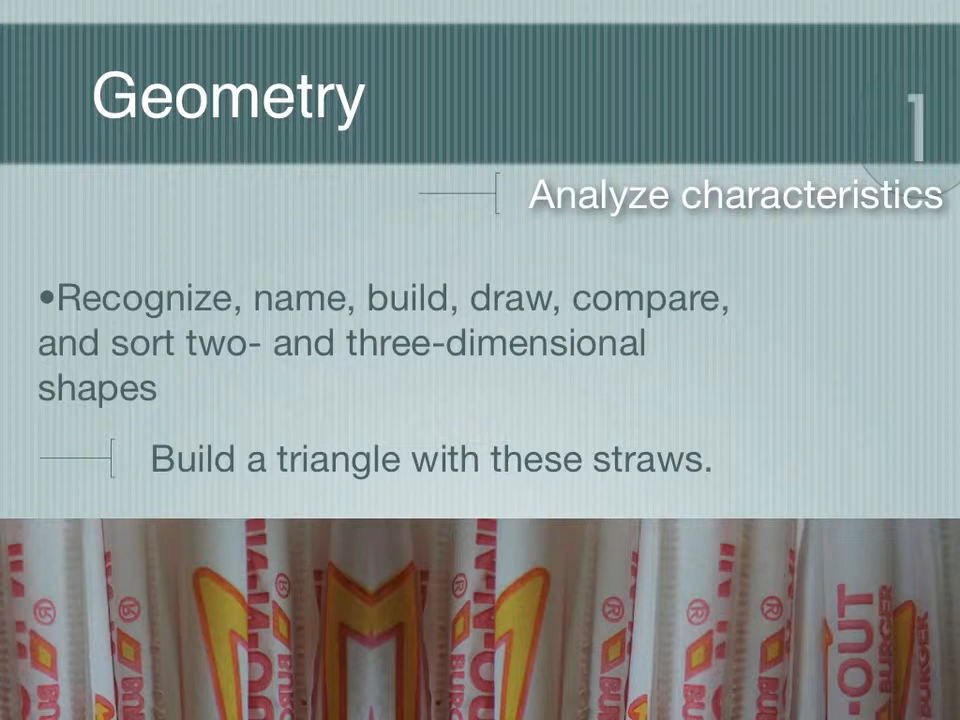 Geometry
1
Analyze characteristics
•Recognize, name, build, draw, compare,
and sort two- and three-dimensional
shapes
Build a triangle with these straws.
-OUT
BURGER
BURGER